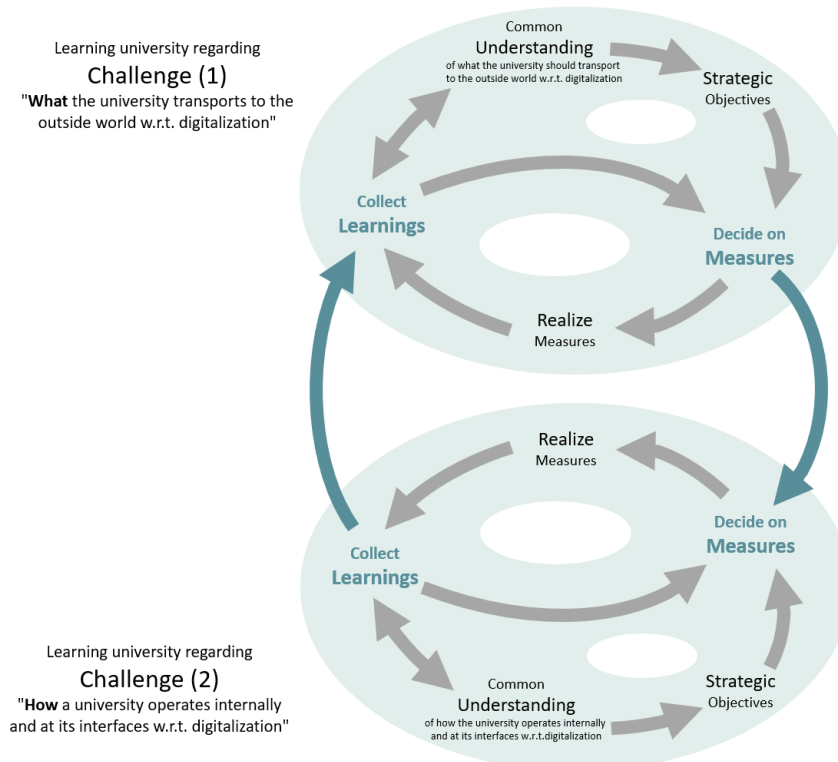 Learning university regarding
Challenge (1)
"What the university transports to the
outside world w.r.t. digitalization"
Common
Understanding
of what the university should transport
to the outside world w.r.t. digitalization
Strategic
Objectives
Collect
Learnings
Decide on
Measures
Realize
Measures
Realize
Measures
Decide on
Measures
Collect
Learnings
Learning university regarding
Challenge (2)
"How a university operates internally
and at its interfaces w.r.t. digitalization"
Common
Understanding
of how the university operates internally
and at its interfaces w.r.t.digitalization
Strategic
Objectives